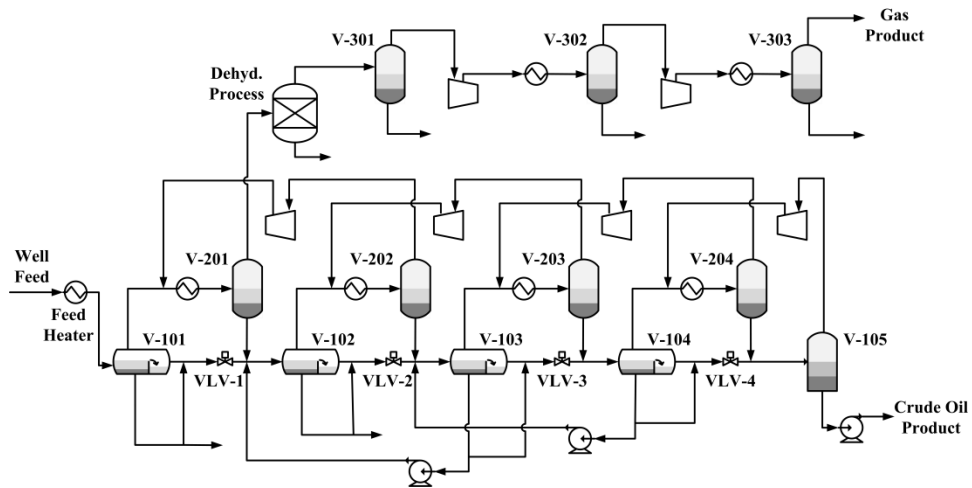 V-301
V-302
V-303
Gas
Product
Dehyd.
Process
Well
Feed
V-201
V-202
V-203
V-204
Feed
Heater
V-101
V-102
V-103
V-104
V-105
VLV-1
VLV-2
VLV-3
VLV-4
Crude Oil
Product